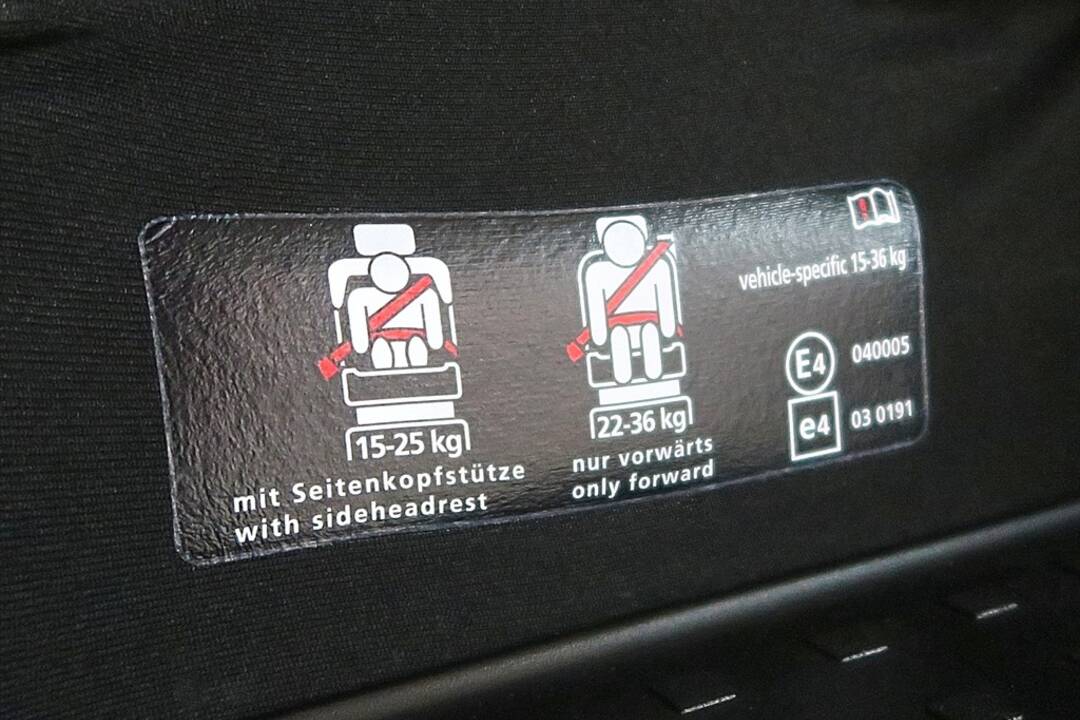 15-25 kg
mit Seitenkopfstütze
with sideheadrest
22-36 kg
nur vorwärts
only forward
vehicle-specific 15-36 kg
E4 040005
e4 03 0191